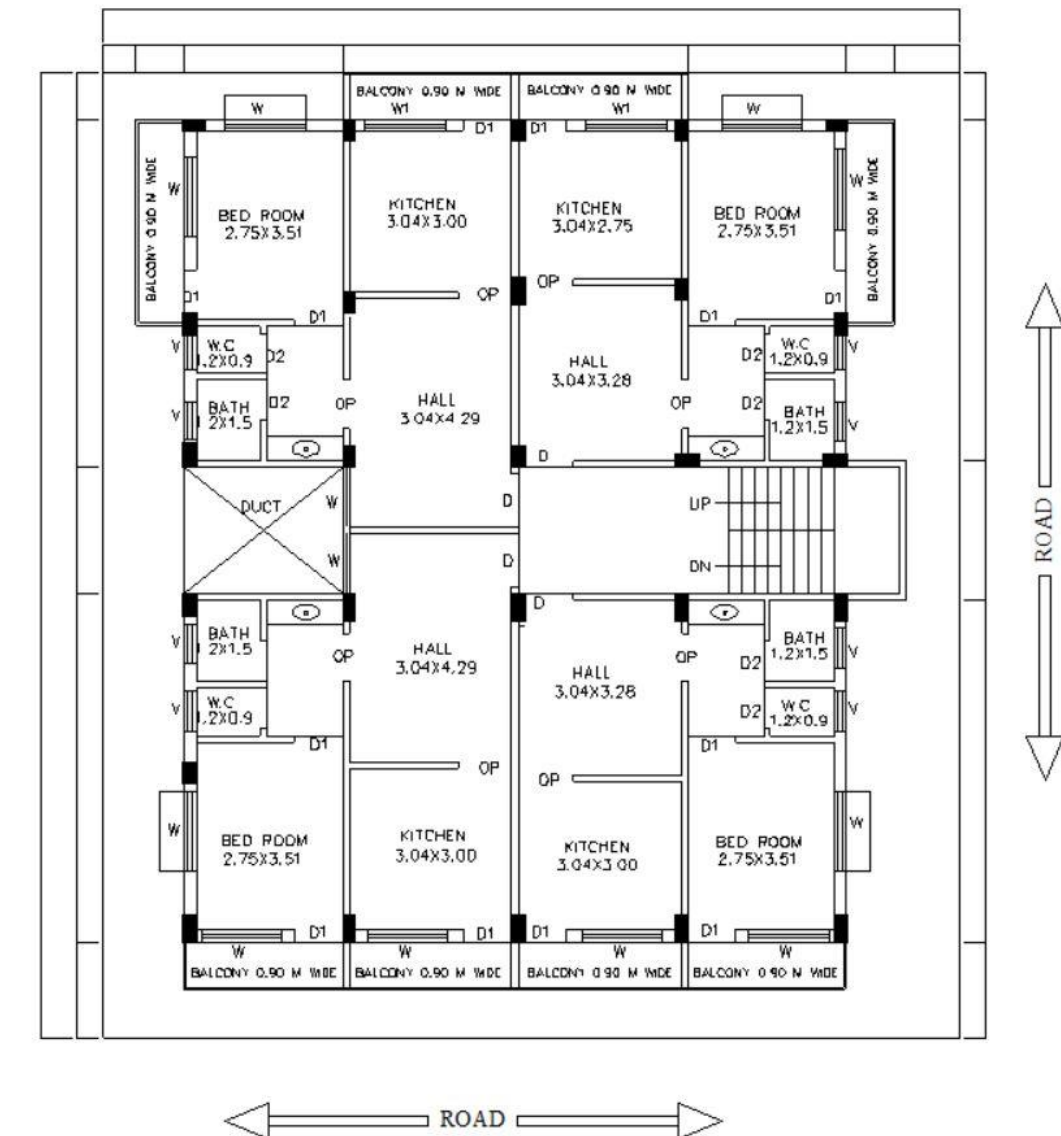 BALCONY 0.90 M WIDE
BALCONY 0.90 M WIDE
W
W1
W1
W
D1
D1
BALCONY 0.90 M WIDE
W
BED ROOM
2.75X3.51
KITCHEN
3.04X3.00
KITCHEN
3.04X2.75
BED ROOM
2.75X3.51
W
BALCONY 0.90 M WIDE
D1
OP
OP
D1
D1
D1
V
W.C
1.2X0.9
D2
HALL
3.04X4.29
HALL
3.04X3.28
D2
W.C
1.2X0.9
V
V
BATH
2X1.5
D2
OP
OP
D2
BATH
1.2X1.5
V
D
DUCT
W
D
UP
W
D
DN
ROAD
D
V
BATH
2X1.5
OP
HALL
3.04X4.29
HALL
3.04X3.28
OP
D2
BATH
1.2X1.5
V
V
W.C
1.2X0.9
D2
W.C
1.2X0.9
V
D1
D1
OP
OP
W
BED ROOM
2.75X3.51
KITCHEN
3.04X3.00
KITCHEN
3.04X3.00
BED ROOM
2.75X3.51
W
D1
D1
D1
D1
W
W
W
W
BALCONY 0.90 M WIDE
BALCONY 0.90 M WIDE
BALCONY 0.90 M WIDE
BALCONY 0.90 M WIDE
ROAD